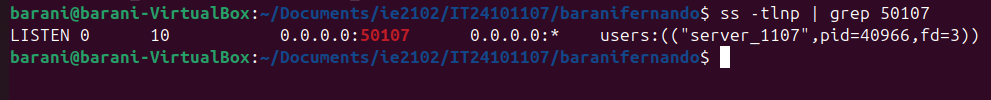 barani@barani-VirtualBox:~/Documents/ie2102/IT24101107/baranifernando$ ss -tlnp | grep 50107
LISTEN 0      10           0.0.0.0:50107      0.0.0.0:*    users:(("server_1107",pid=40966,fd=3))
barani@barani-VirtualBox:~/Documents/ie2102/IT24101107/baranifernando$